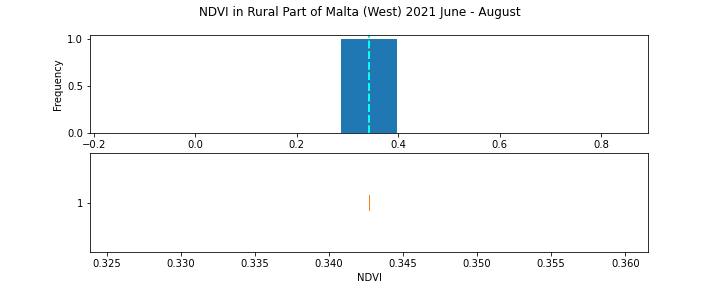 NDVI in Rural Part of Malta (West) 2021 June - August
Frequency
1.0
0.5
0.0
−0.2 0.0 0.2 0.4 0.6 0.8
1
0.325 0.330 0.335 0.340 0.345 0.350 0.355 0.360
NDVI